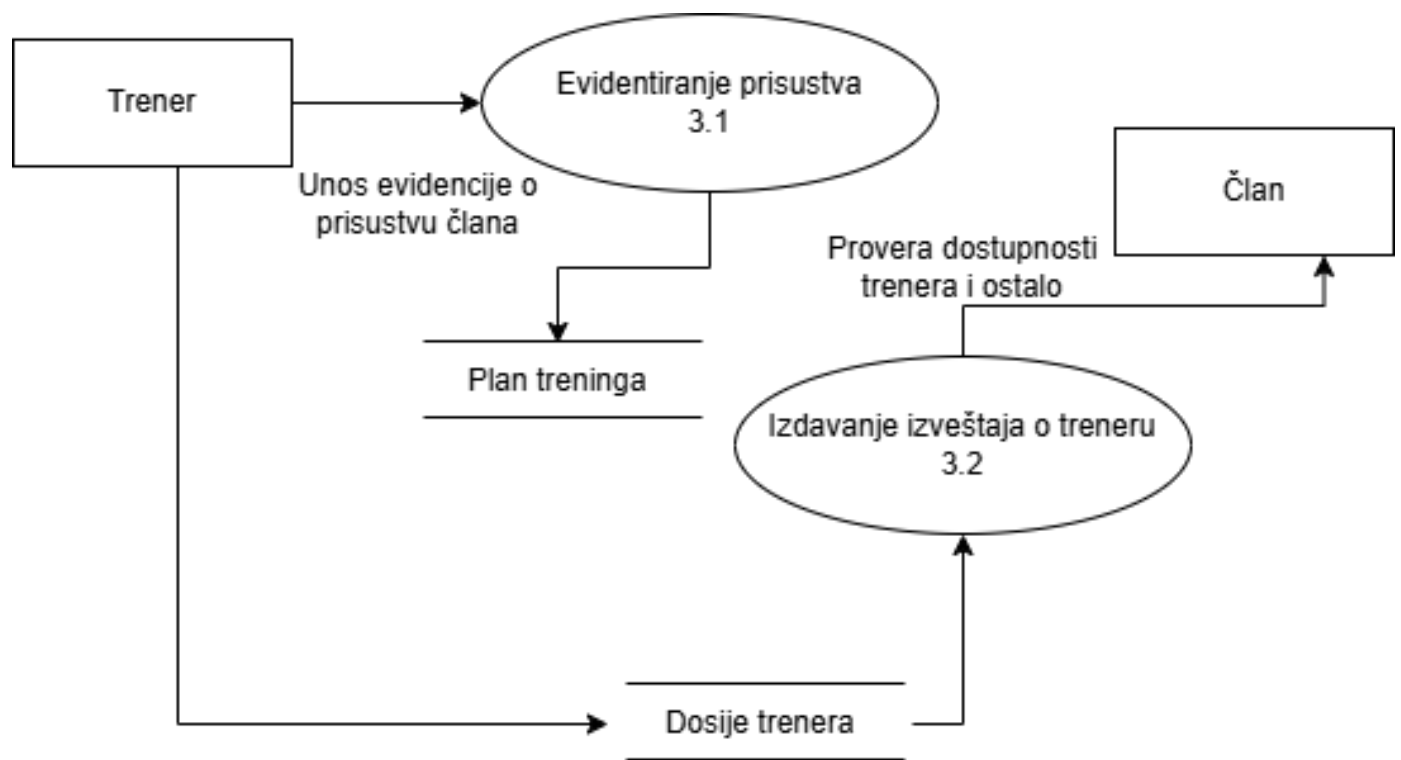 Trener
Evidentiranje prisustva
3.1
Unos evidencije o
prisustvu člana
Član
Provera dostupnosti
trenera i ostalo
Plan treninga
Izdavanje izveštaja o treneru
3.2
Dosije trenera